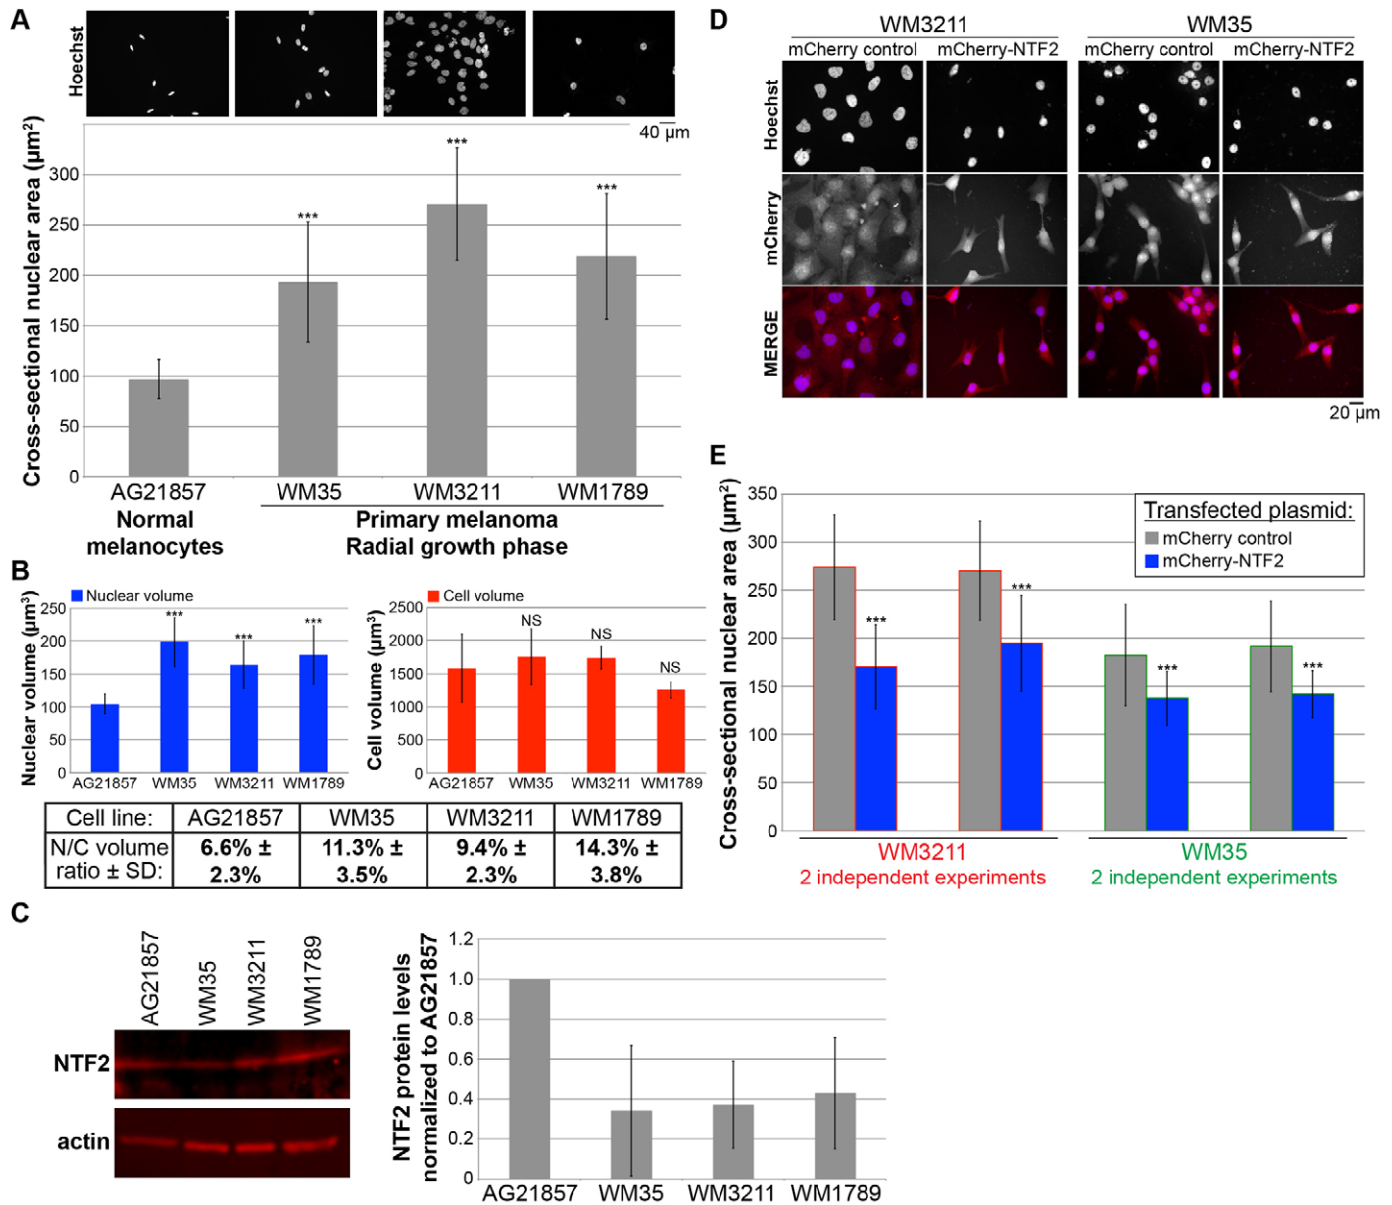 A
Hoechst
40 µm
Cross-sectional nuclear area (µm²)
300
250
200
150
100
50
0
***
***
***
AG21857
WM35
WM3211
WM1789
Normal
melanocytes
Primary melanoma
Radial growth phase
B
Nuclear volume
Nuclear volume (µm³)
250
200
150
100
50
0
***
***
***
AG21857
WM35
WM3211
WM1789
Cell volume
Cell volume (µm³)
2500
2000
1500
1000
500
0
NS
NS
NS
AG21857
WM35
WM3211
WM1789
Cell line:
AG21857
WM35
WM3211
WM1789
N/C volume
ratio ± SD:
6.6% ±
2.3%
11.3% ±
3.5%
9.4% ±
2.3%
14.3% ±
3.8%
C
AG21857
WM35
WM3211
WM1789
NTF2
actin
NTF2 protein levels
normalized to AG21857
1.2
1.0
0.8
0.6
0.4
0.2
0
AG21857
WM35
WM3211
WM1789
D
WM3211
WM35
mCherry control
mCherry-NTF2
mCherry control
mCherry-NTF2
Hoechst
mCherry
MERGE
20 µm
E
Cross-sectional nuclear area (µm²)
350
300
250
200
150
100
50
0
Transfected plasmid:
mCherry control
mCherry-NTF2
***
***
***
***
WM3211
2 independent experiments
WM35
2 independent experiments